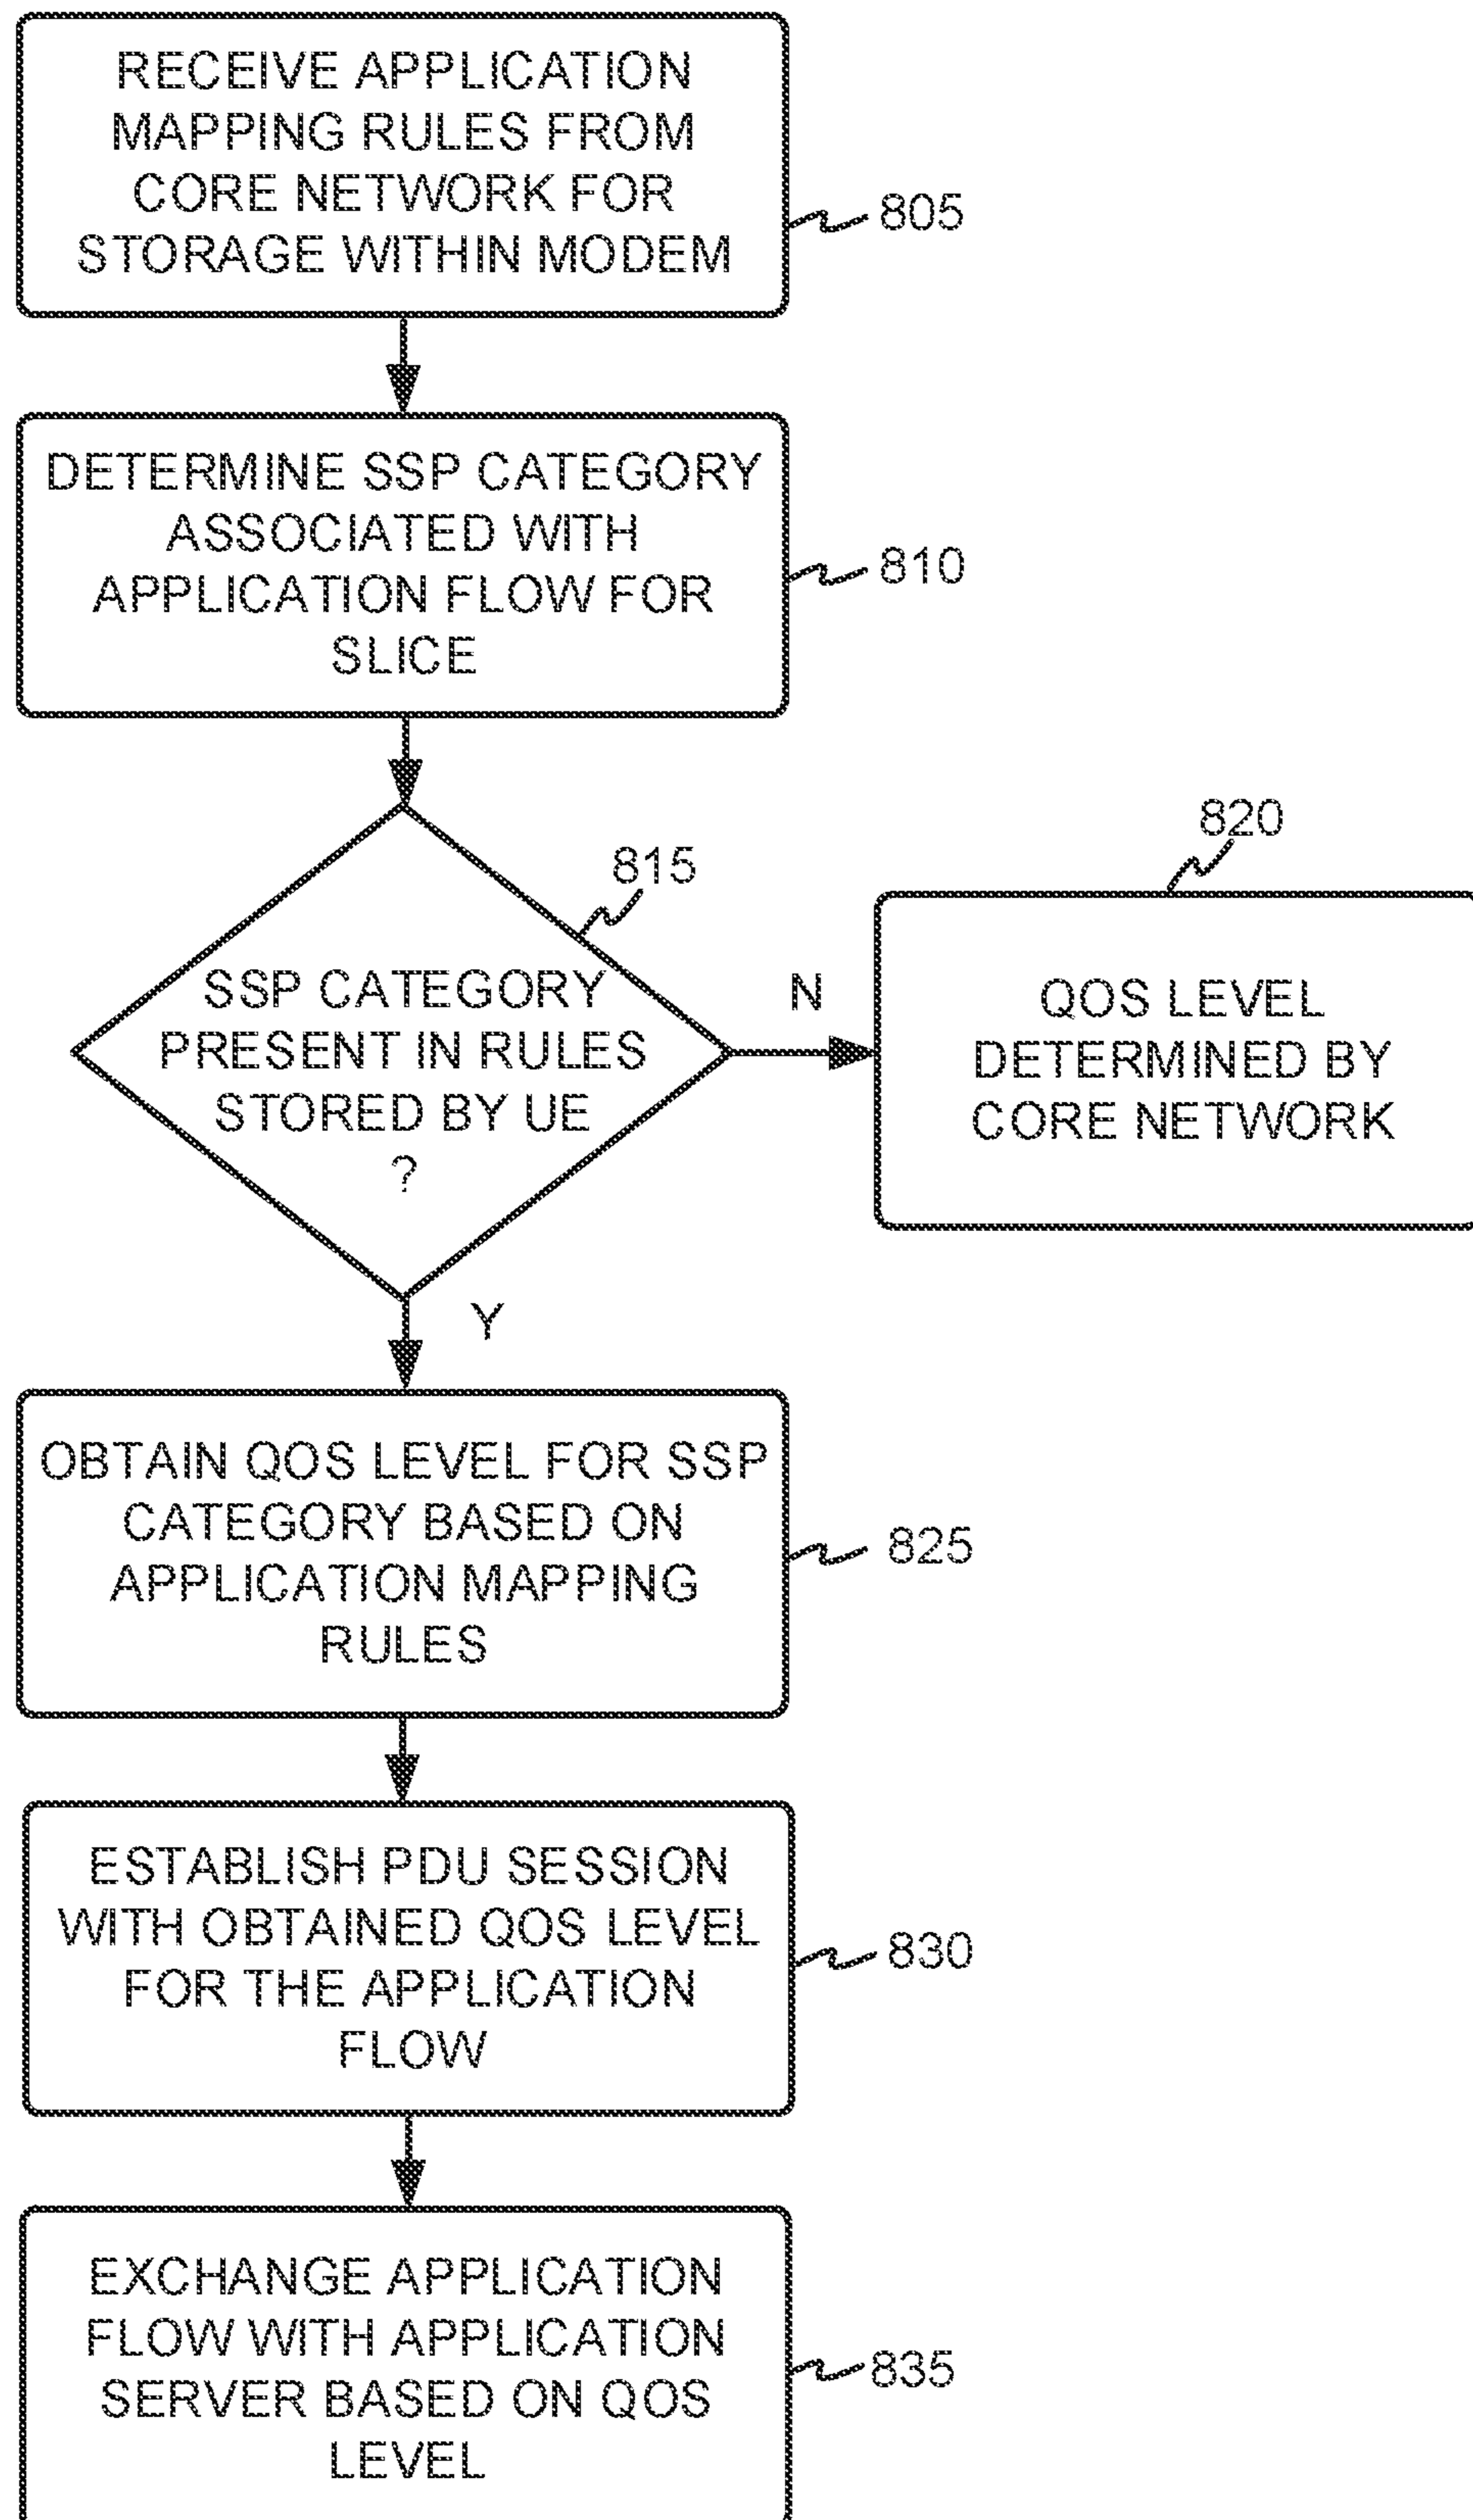 RECEIVE APPLICATION
MAPPING RULES FROM
CORE NETWORK FOR
STORAGE WITHIN MODEM
805
DETERMINE SSP CATEGORY
ASSOCIATED WITH
APPLICATION FLOW FOR
SLICE
810
815
SSP CATEGORY
PRESENT IN RULES
STORED BY UE
?
N
820
QOS LEVEL
DETERMINED BY
CORE NETWORK
Y
OBTAIN QOS LEVEL FOR SSP
CATEGORY BASED ON
APPLICATION MAPPING
RULES
825
ESTABLISH PDU SESSION
WITH OBTAINED QOS LEVEL
FOR THE APPLICATION
FLOW
830
EXCHANGE APPLICATION
FLOW WITH APPLICATION
SERVER BASED ON QOS
LEVEL
835